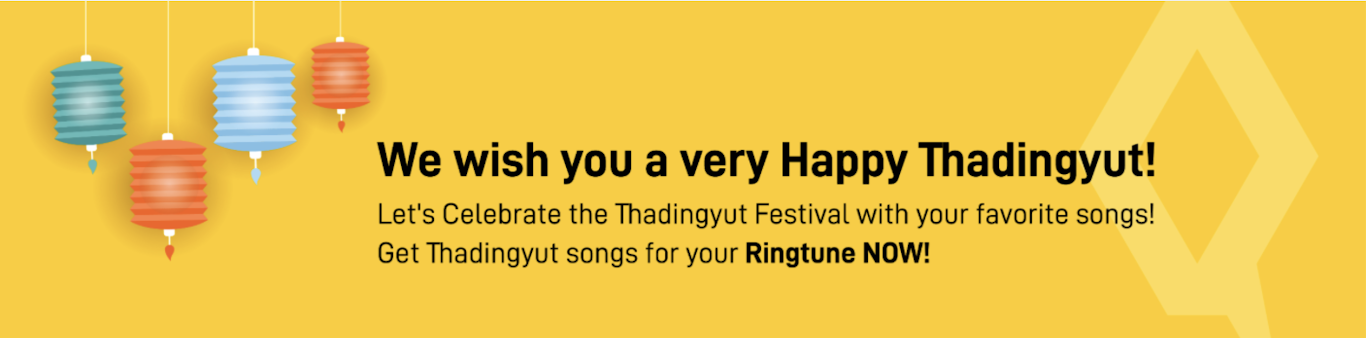 We wish you a very Happy Thadingyut!
Let's Celebrate the Thadingyut Festival with your favorite songs!
Get Thadingyut songs for your Ringtune NOW!